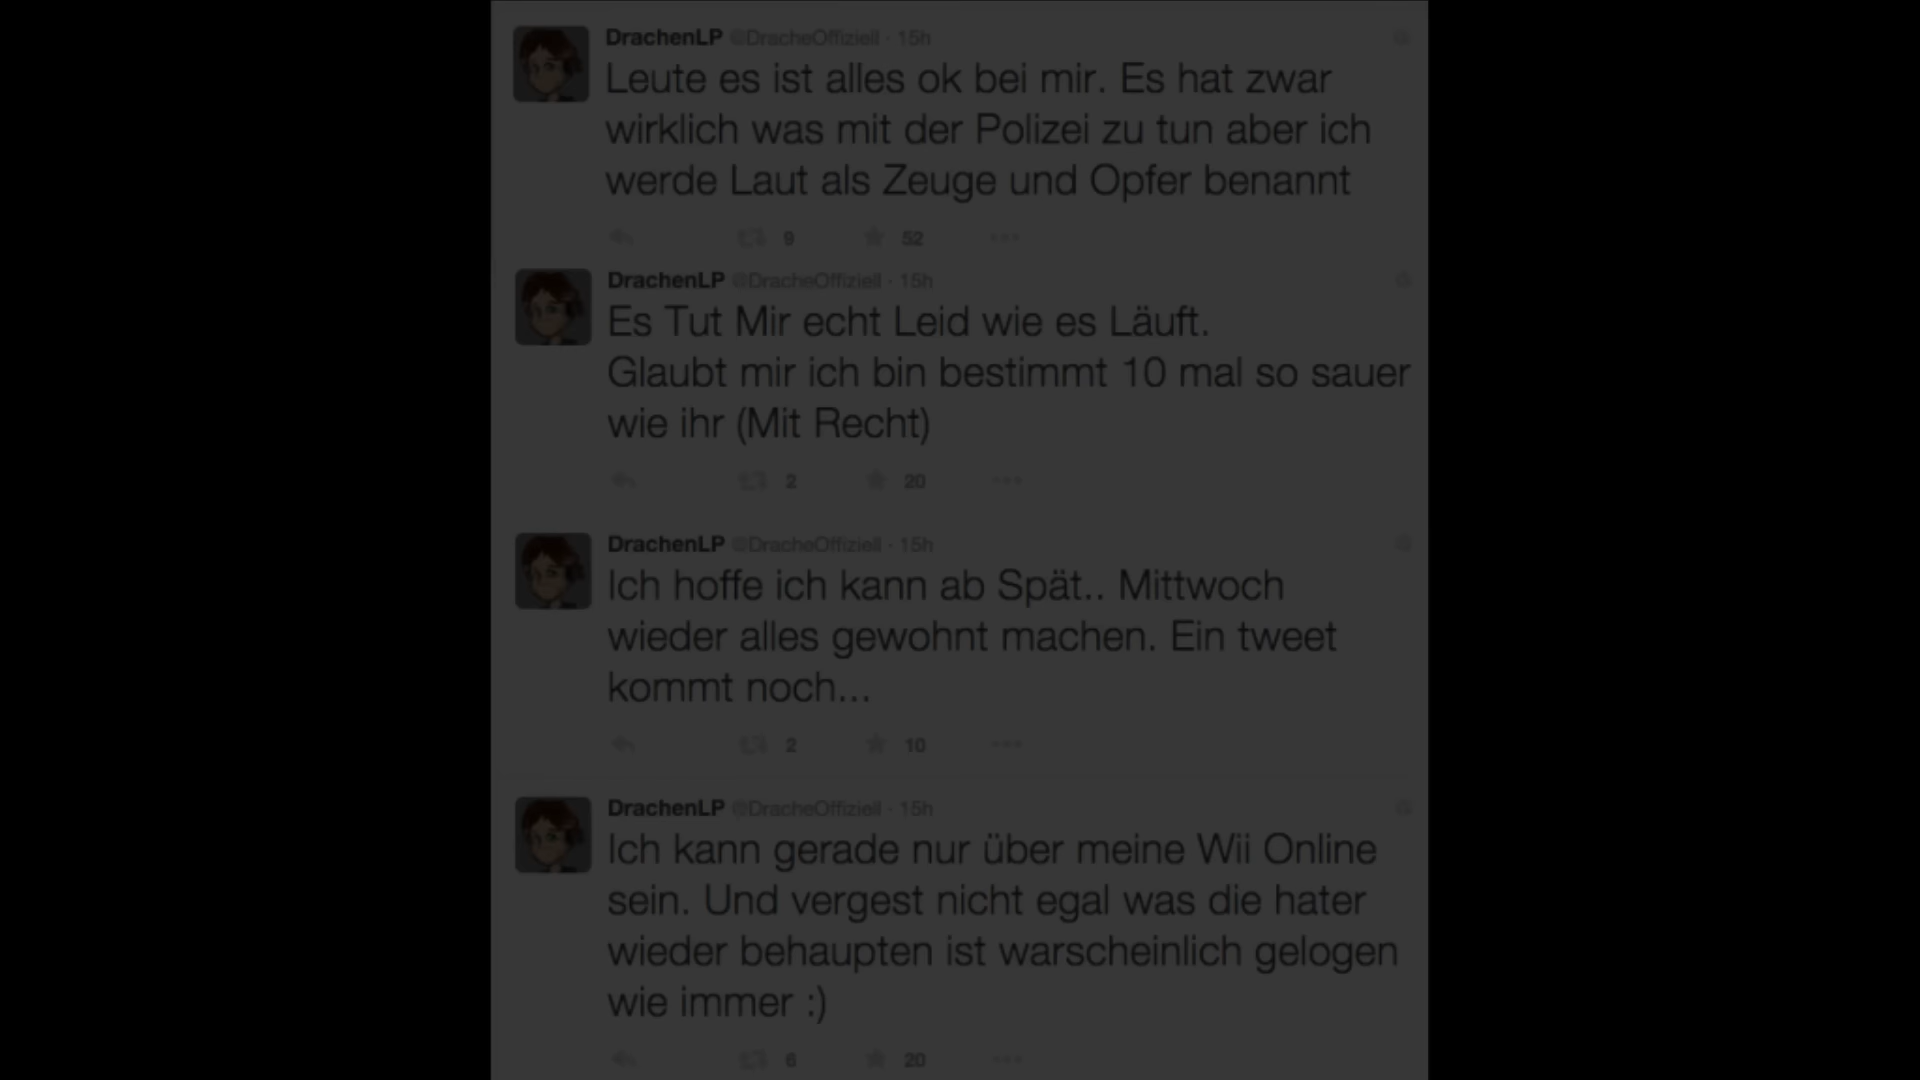 DrachenLP @DracheOffiziell · 15h
Leute es ist alles ok bei mir. Es hat zwar
wirklich was mit der Polizei zu tun aber ich
werde Laut als Zeuge und Opfer benannt
9 52
DrachenLP @DracheOffiziell · 15h
Es Tut Mir echt Leid wie es Läuft.
Glaubt mir ich bin bestimmt 10 mal so sauer
wie ihr (Mit Recht)
2 20
DrachenLP @DracheOffiziell · 15h
Ich hoffe ich kann ab Spät.. Mittwoch
wieder alles gewohnt machen. Ein tweet
kommt noch...
2 10
DrachenLP @DracheOffiziell · 15h
Ich kann gerade nur über meine Wii Online
sein. Und vergest nicht egal was die hater
wieder behaupten ist warscheinlich gelogen
wie immer :)
6 20